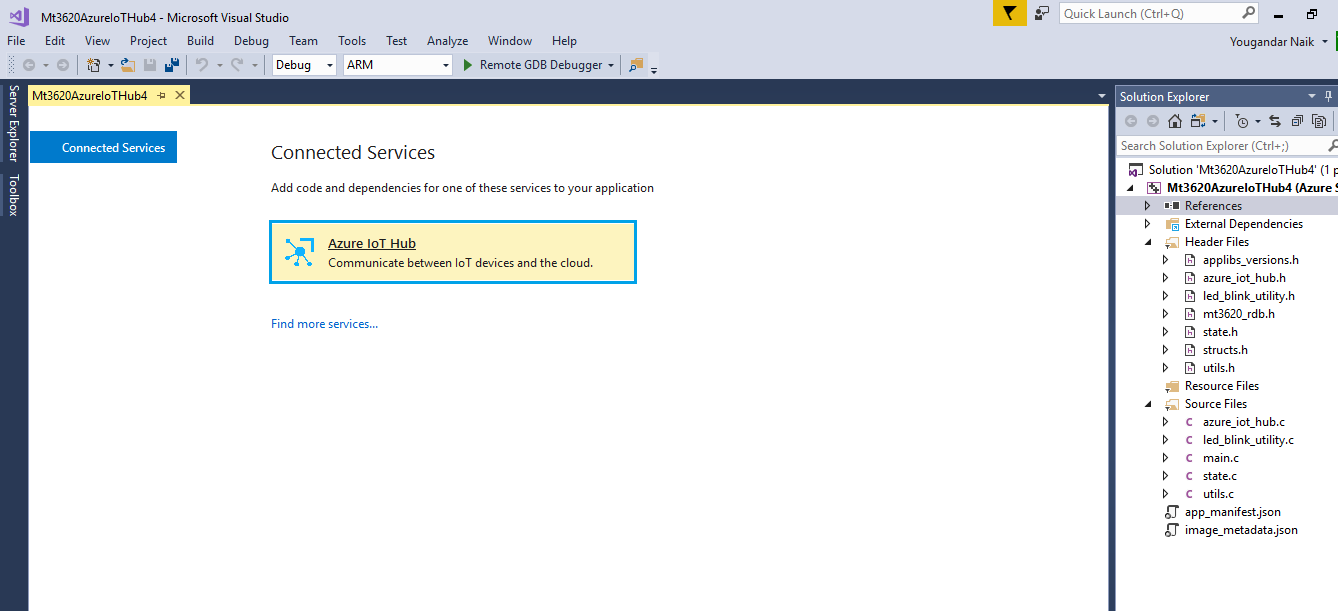 Mt3620AzureIoTHub4 - Microsoft Visual Studio
Quick Launch (Ctrl+Q)
File Edit View Project Build Debug Team Tools Test Analyze Window Help
Yougandar Naik
Debug ARM Remote GDB Debugger
Server Explorer
Toolbox
Mt3620AzureIoTHub4
Connected Services
Connected Services
Add code and dependencies for one of these services to your application
Azure IoT Hub
Communicate between IoT devices and the cloud.
Find more services...
Solution Explorer
Search Solution Explorer (Ctrl+;)
Solution 'Mt3620AzureIoTHub4' (1 p
Mt3620AzureIoTHub4 (Azure S
References
External Dependencies
Header Files
applibs_versions.h
azure_iot_hub.h
led_blink_utility.h
mt3620_rdb.h
state.h
structs.h
utils.h
Resource Files
Source Files
azure_iot_hub.c
led_blink_utility.c
main.c
state.c
utils.c
app_manifest.json
image_metadata.json